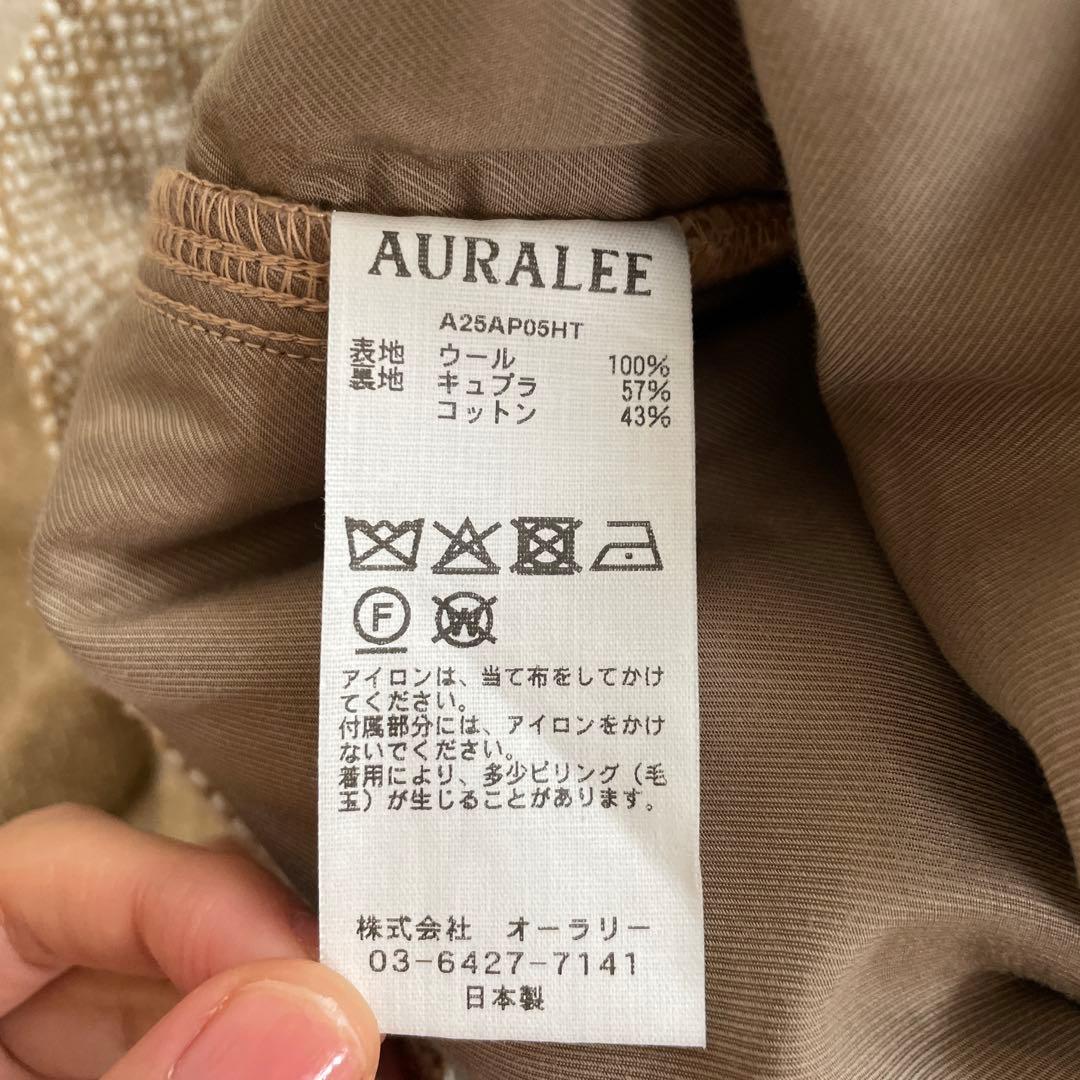 AURALEE
A25AP05HT
表地 ウール 100%
裏地 キュプラ 57%
コットン 43%
F W
アイロンは、当て布をしてかけ
てください。
付属部分には、アイロンをかけ
ないでください。
着用により、多少ピリング（毛
玉）が生じることがあります。
株式会社 オーラリー
03-6427-7141
日本製